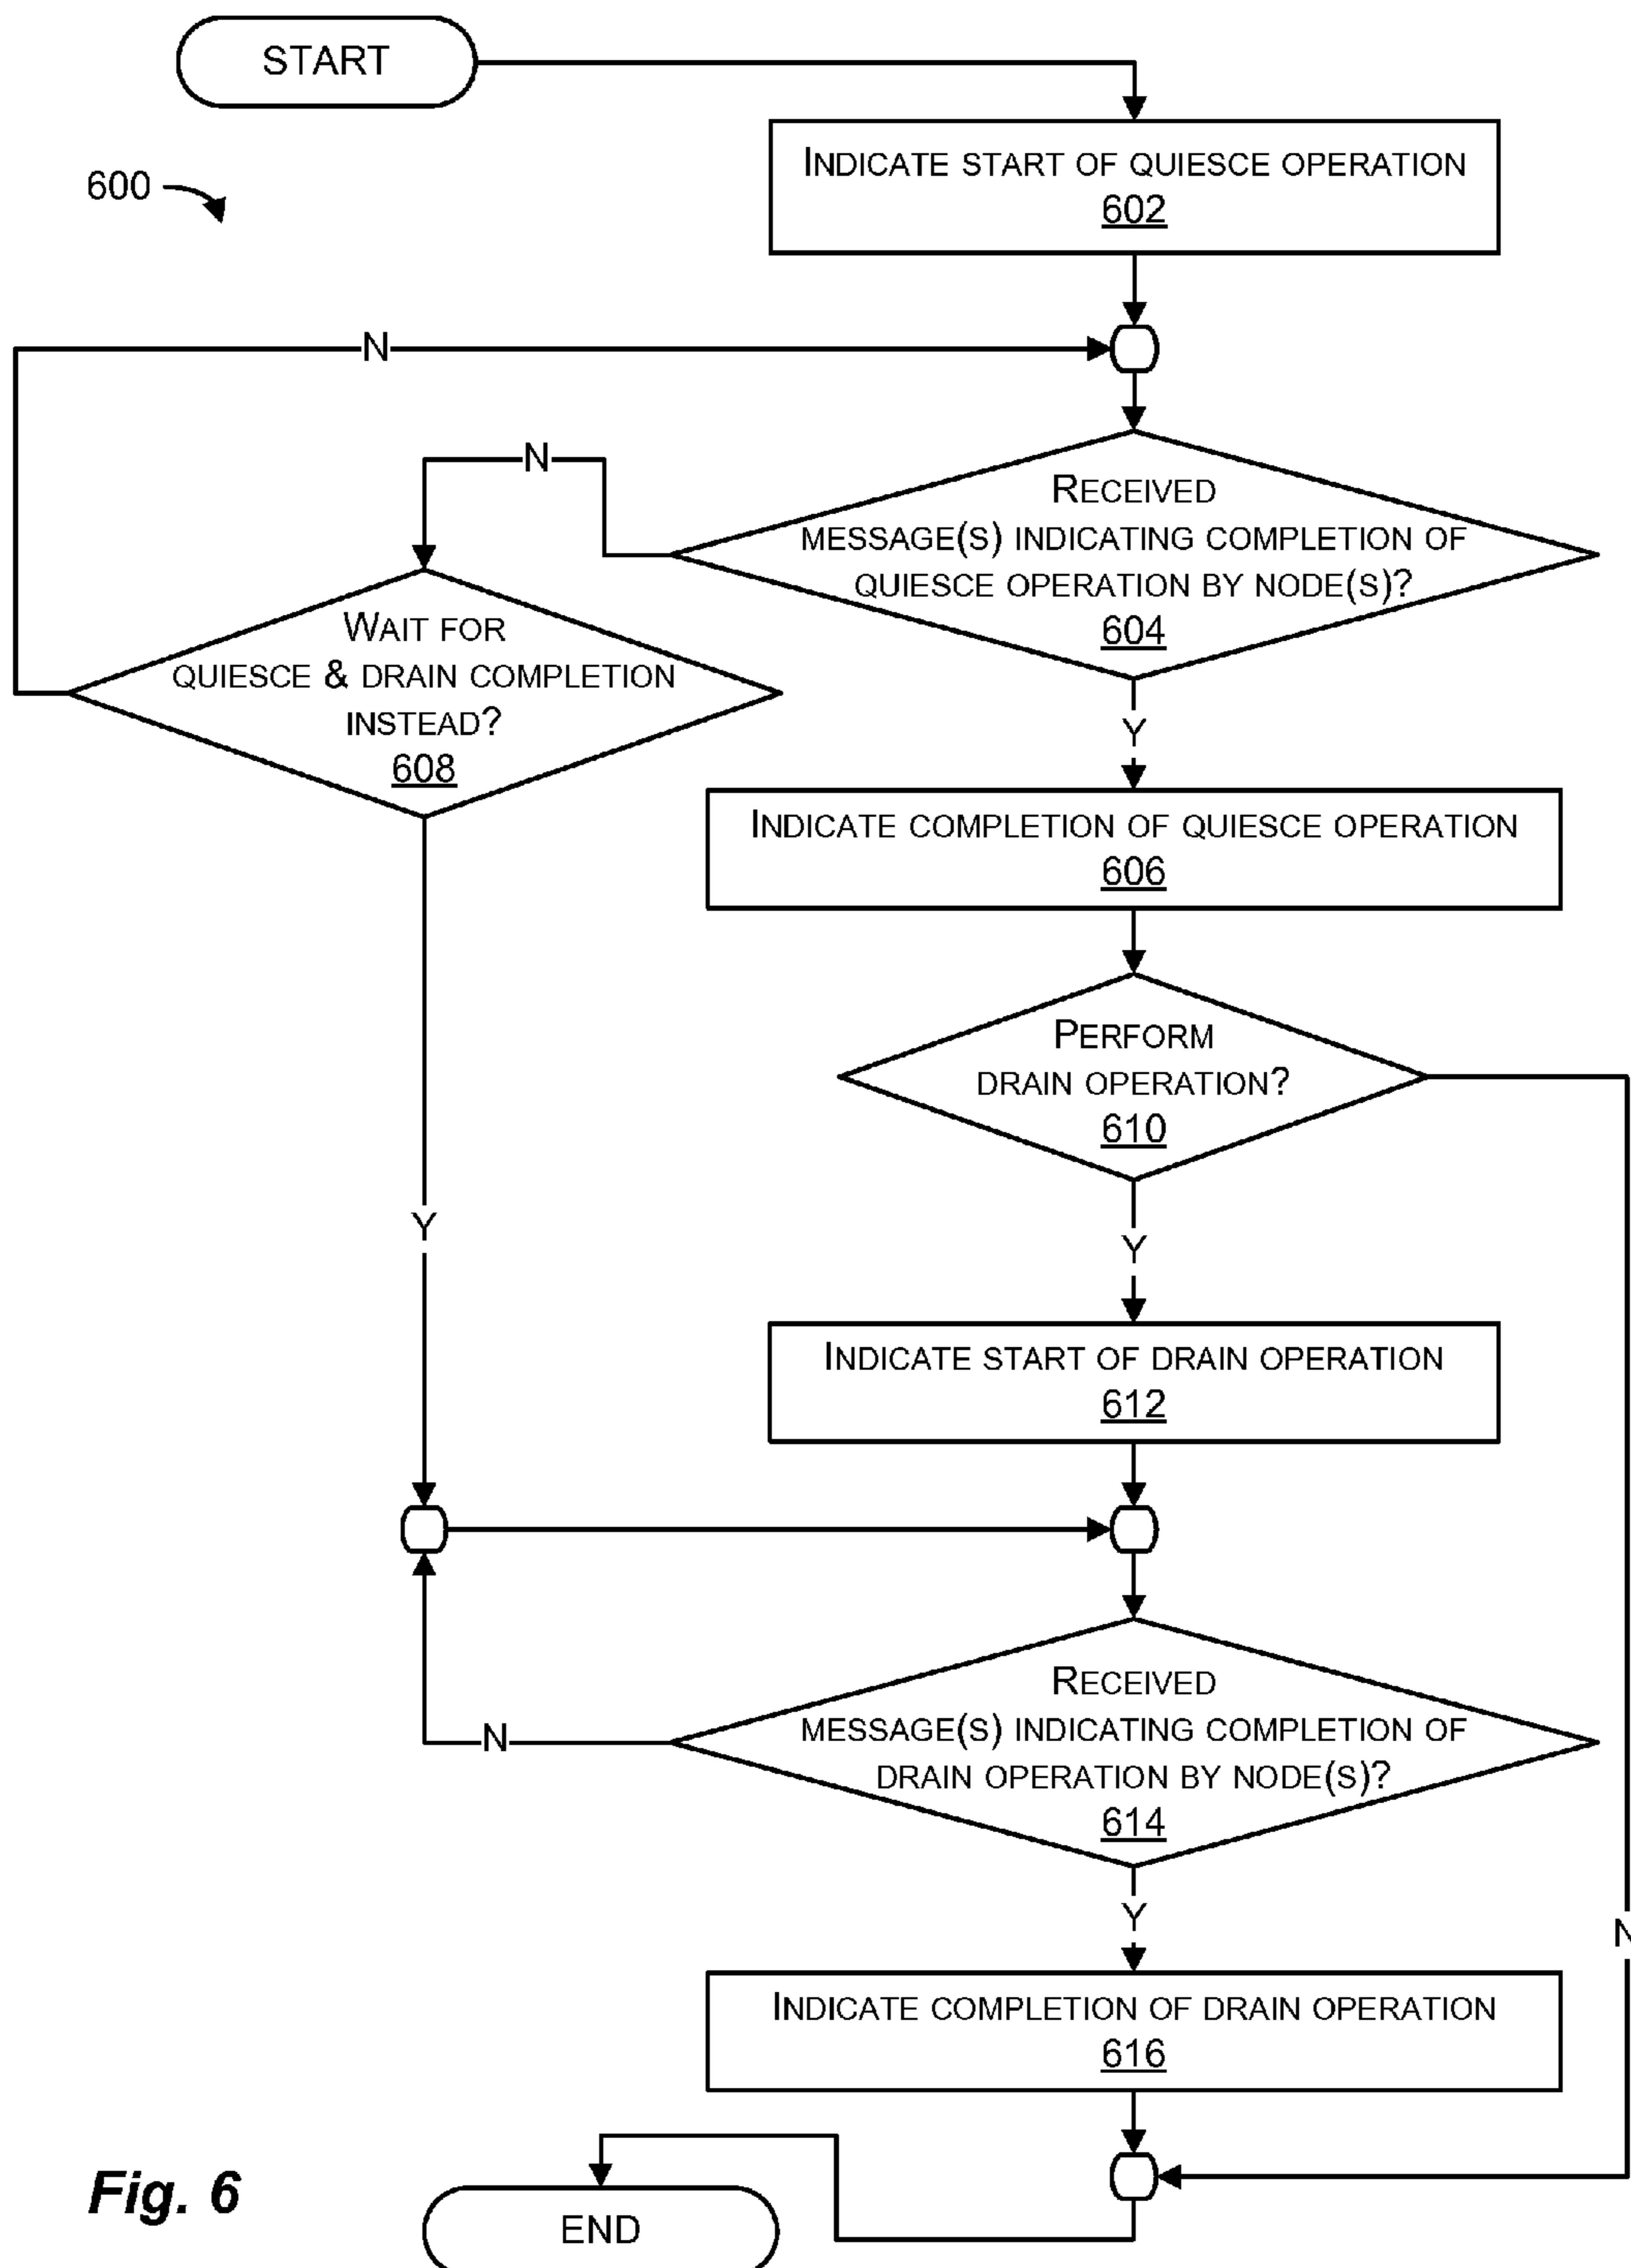 START
600
INDICATE START OF QUIESCE OPERATION
602
N
N
RECEIVED
MESSAGE(S) INDICATING COMPLETION OF
QUIESCE OPERATION BY NODE(S)?
604
WAIT FOR
QUIESCE & DRAIN COMPLETION
INSTEAD?
608
Y
INDICATE COMPLETION OF QUIESCE OPERATION
606
PERFORM
DRAIN OPERATION?
610
Y
Y
INDICATE START OF DRAIN OPERATION
612
RECEIVED
MESSAGE(S) INDICATING COMPLETION OF
DRAIN OPERATION BY NODE(S)?
614
N
Y
N
INDICATE COMPLETION OF DRAIN OPERATION
616
Fig. 6
END